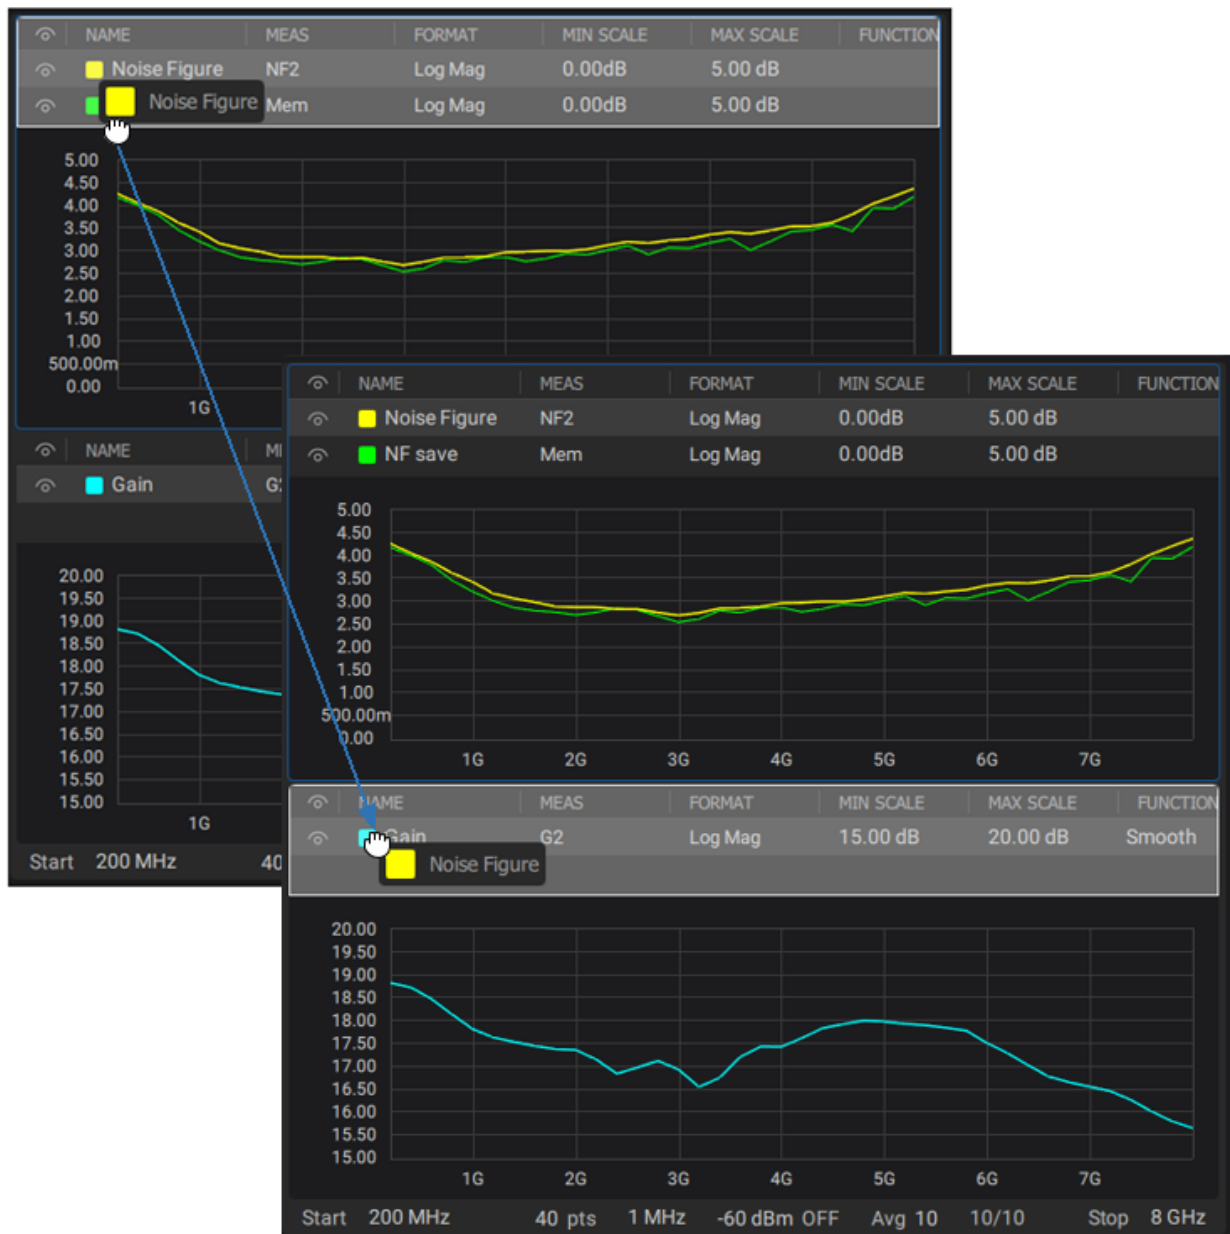 NAME MEAS FORMAT MIN SCALE MAX SCALE FUNCTION
Noise Figure NF2 Log Mag 0.00dB 5.00 dB
Noise Figure Mem Log Mag 0.00dB 5.00 dB
5.00
4.50
4.00
3.50
3.00
2.50
2.00
1.50
1.00
500.00m
0.00
1G
NAME
Gain
20.00
19.50
19.00
18.50
18.00
17.50
17.00
16.50
16.00
15.50
15.00
1G
Start 200 MHz 40
NAME MEAS FORMAT MIN SCALE MAX SCALE FUNCTION
Noise Figure NF2 Log Mag 0.00dB 5.00 dB
NF save Mem Log Mag 0.00dB 5.00 dB
5.00
4.50
4.00
3.50
3.00
2.50
2.00
1.50
1.00
500.00m
0.00
1G 2G 3G 4G 5G 6G 7G
NAME MEAS FORMAT MIN SCALE MAX SCALE FUNCTION
Gain G2 Log Mag 15.00 dB 20.00 dB Smooth
Noise Figure
20.00
19.50
19.00
18.50
18.00
17.50
17.00
16.50
16.00
15.50
15.00
1G 2G 3G 4G 5G 6G 7G
Start 200 MHz 40 pts 1 MHz -60 dBm OFF Avg 10 10/10 Stop 8 GHz